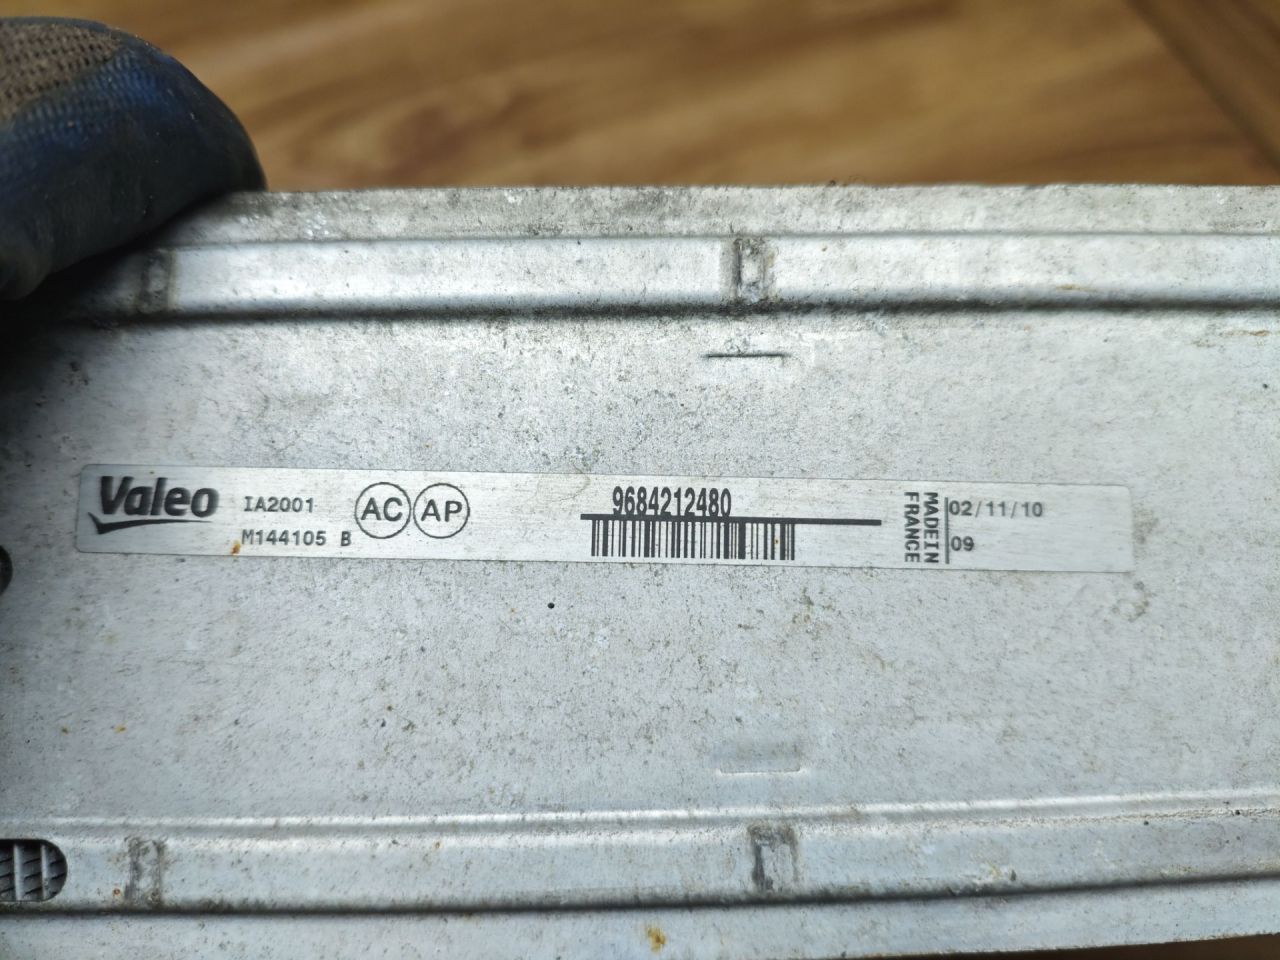 Valeo
IA2001
M144105 B
AC AP
9684212480
MADE IN
FRANCE
02/11/10
09